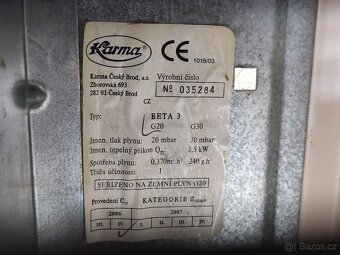 Karma
CE
1015/03
Karma Český Brod, a.s.
Zborovská 693
282 01 Český Brod
CZ
Výrobní číslo
№ 035284
Typ: BETA 3
G20 G30
Jmen. tlak plynu 20 mbar 30 mbar
Jmen. tepelný příkon Qn: 3,5 kW
Spotřeba plynu: 0,370m³.h⁻¹ 240 g.h⁻¹
Třída účinnosti: 1
SEŘÍZENO NA ZEMNÍ PLYN G20
Provedení C11 KATEGORIE II2H3B/P
2006 2007
III. IV. I. II. III. IV.
bazos.cz